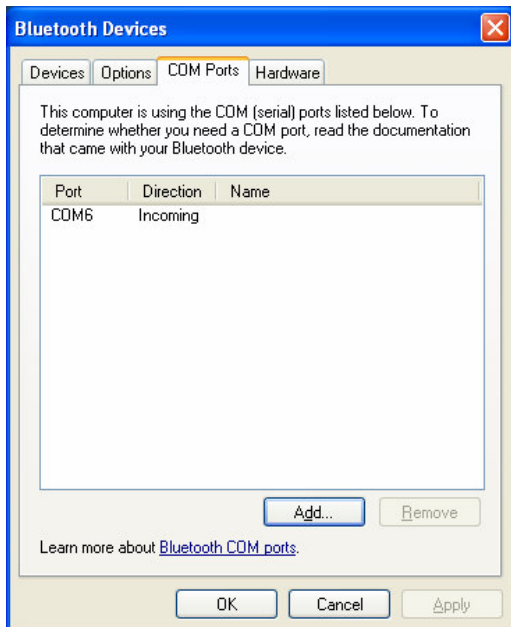 Bluetooth Devices
Devices Options COM Ports Hardware
This computer is using the COM (serial) ports listed below. To
determine whether you need a COM port, read the documentation
that came with your Bluetooth device.
Port Direction Name
COM6 Incoming
Add... Remove
Learn more about Bluetooth COM ports.
OK Cancel Apply